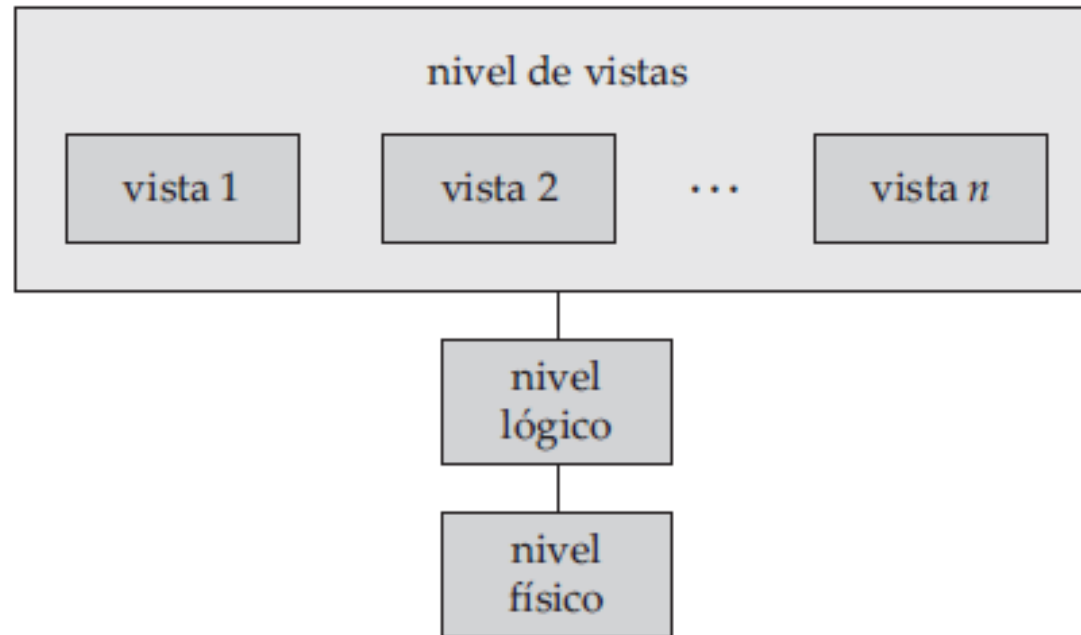 nivel de vistas
vista 1
vista 2
...
vista n
nivel
lógico
nivel
físico